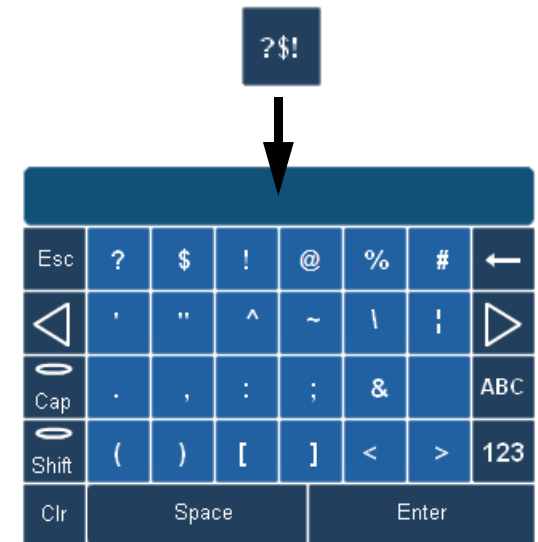 ?$!
Esc ? $ ! @ % # ←
' " ^ ~ \ ¦
Cap . , : ; & ABC
Shift ( ) [ ] < > 123
Clr Space Enter